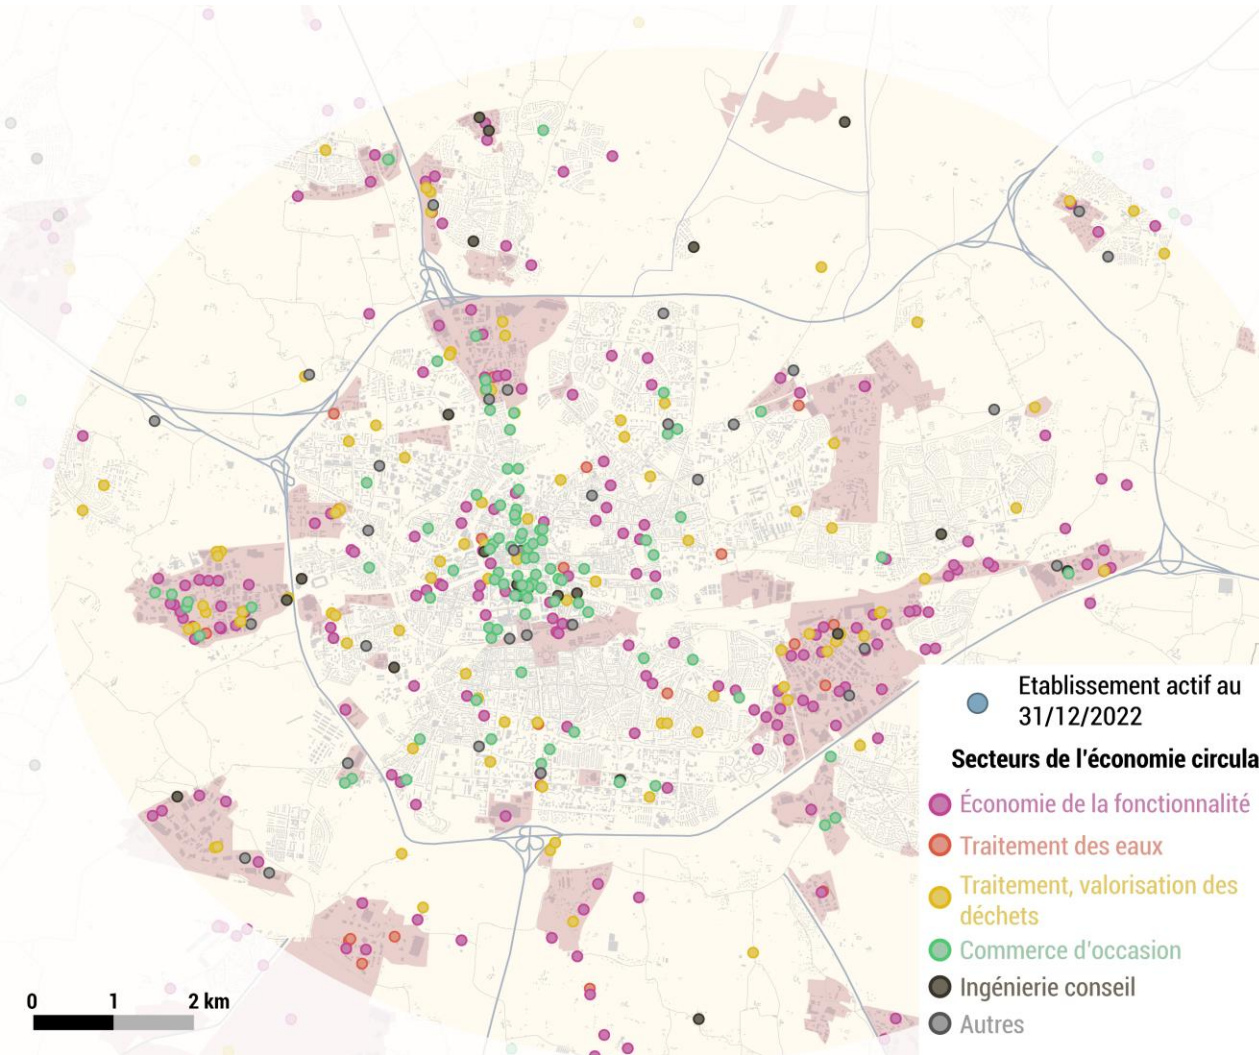 Etablissement actif au
31/12/2022
Secteurs de l'économie circula
Économie de la fonctionnalité
Traitement des eaux
Traitement, valorisation des
déchets
Commerce d'occasion
Ingénierie conseil
Autres
0 1 2 km